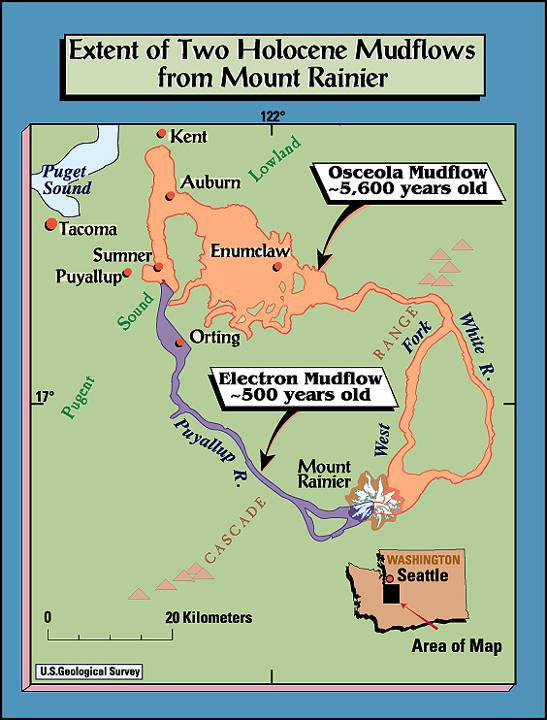 Extent of Two Holocene Mudflows
from Mount Rainier
122°
Kent
Lowland
Puget
Sound
Auburn
Osceola Mudflow
~5,600 years old
Tacoma
Enumclaw
Sumner
Puyallup
Sound
RANGE
Fork
White R.
Orting
Electron Mudflow
~500 years old
17°
Pugent
Puyallup R.
West
Mount
Rainier
CASCADE
WASHINGTON
Seattle
0
20 Kilometers
Area of Map
U.S.Geological Survey